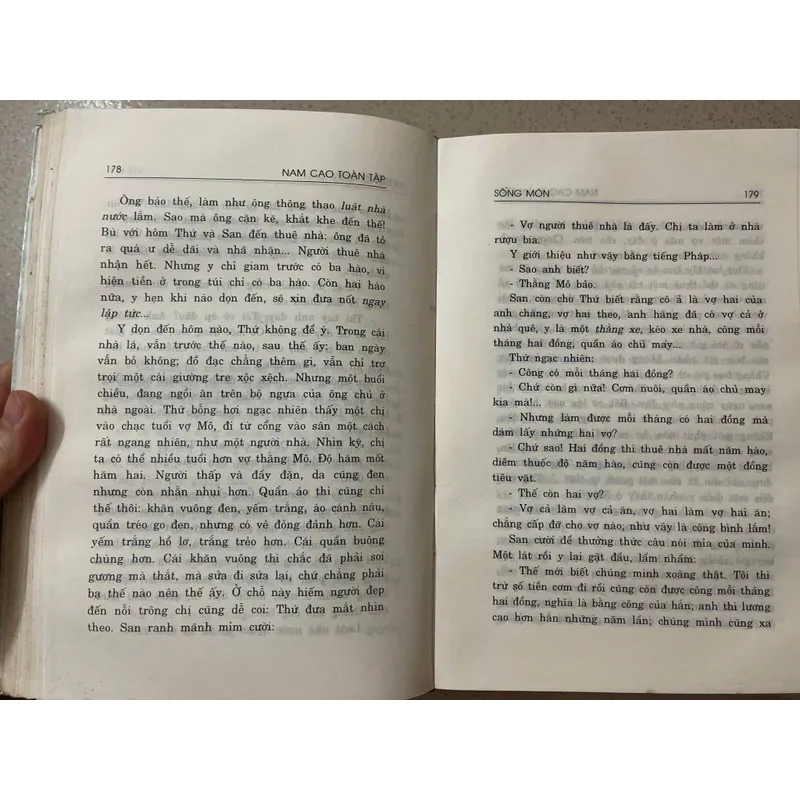 178
NAM CAO TOÀN TẬP
Ông bảo thế, làm như ông thông thạo luật nhà
nước lắm. Sao mà ông cặn kẽ, khắt khe đến thế!
Bù với hôm Thứ và San đến thuê nhà: ông đã tỏ
ra quá ư dễ dãi và nhã nhặn... Người thuê nhà
nhận hết. Nhưng y chỉ giam trước có ba hào, vì
hiện tiền ở trong túi chỉ có ba hào. Còn hai hào
nữa, y hẹn khi nào dọn đến, sẽ xin đưa nốt ngay
lập tức...
Y dọn đến hôm nào, Thứ không để ý. Trong cái
nhà lá, vẫn trước thế nào, sau thế ấy: ban ngày
vẫn bỏ không; đồ đạc chẳng thêm gì, vẫn chỉ trơ
trọi một cái giường tre xộc xệch. Nhưng một buổi
chiều, đang ngồi ăn trên bộ ngựa của ông chủ ở
nhà ngoài. Thứ bỗng hơi ngạc nhiên thấy một chị
vào chạc tuổi vợ Mô, đi từ cổng vào sân một cách
rất ngang nhiên, như một người nhà. Nhìn kỹ, chị
ta có thể nhiều tuổi hơn vợ thằng Mô. Độ hăm mốt
hăm hai. Người thấp và đẫy đặn, da cũng đen
nhưng còn nhẵn nhụi hơn. Quần áo thì cũng chỉ
thế thôi: khăn vuông đen, yếm trắng, áo cánh nâu,
quần trẻo go đen, nhưng có vẻ đỏng đảnh hơn. Cái
yếm trắng hồ lơ, trắng trẻo hơn. Cái quần buông
chùng hơn. Cái khăn vuông thì chắc đã phải soi
gương mà thắt, mà sửa đi sửa lại, chứ chẳng phải
bạ thế nào nên thế ấy. Ở chỗ này hiếm người đẹp
đến nỗi trông chị cũng dễ coi: Thứ đưa mắt nhìn
theo. San ranh mãnh mỉm cười:
SỐNG MÒN
179
- Vợ người thuê nhà lá đấy. Chị ta làm ở nhà
rượu bia.
Y giới thiệu như vậy bằng tiếng Pháp...
- Sao anh biết?
- Thằng Mô bảo.
San còn cho Thứ biết rằng cô ả là vợ hai của
anh chàng, vợ hai theo, anh hàng đã có vợ cả ở
nhà quê, y là một thằng xe, kéo xe nhà, công mỗi
tháng hai đồng, quần áo chủ mấy...
Thứ ngạc nhiên:
- Công cô mỗi tháng hai đồng?
- Chứ còn gì nữa! Cơm nuôi, quần áo chủ may
kia mà!...
- Nhưng làm được mỗi tháng có hai đồng mà
dám lấy những hai vợ?
- Chứ sao! Hai đồng thì thuê nhà mất năm hào,
diêm thuốc độ năm hào, cũng còn được một đồng
tiêu vặt.
- Thế còn hai vợ?
- Vợ cả làm vợ cả ăn, vợ hai làm vợ hai ăn;
chẳng cấp đỡ cho vợ nào, như vậy là công bình lắm!
San cười để thưởng thức câu nói mỉa của mình.
Một lát rồi y lại gật đầu, lẩm nhẩm:
- Thế mới biết chúng mình xoàng thật. Tôi thì
trừ số tiền cơm đi rồi cũng còn được công mỗi tháng
hai đồng, nghĩa là bằng công của hắn; anh thì lương
cao hơn hắn những năm lần; chúng mình cũng xa